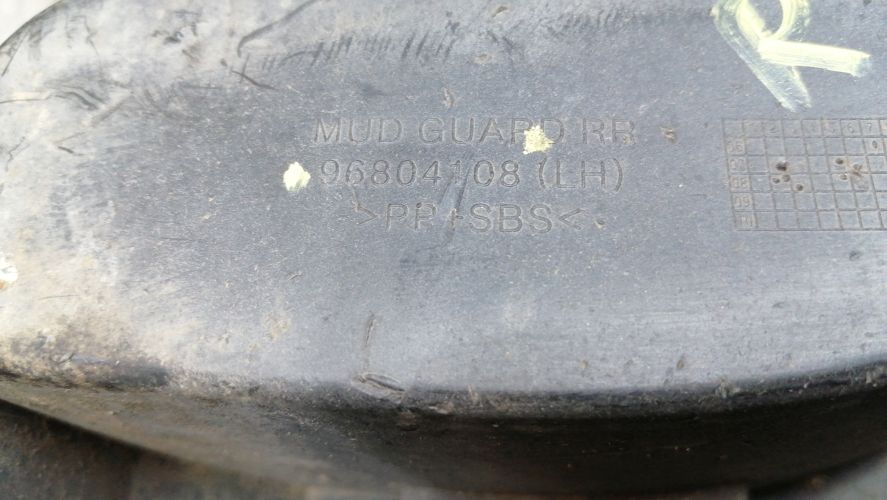 MUD GUARD RR
96804108 (LH)
>PP+SBS<